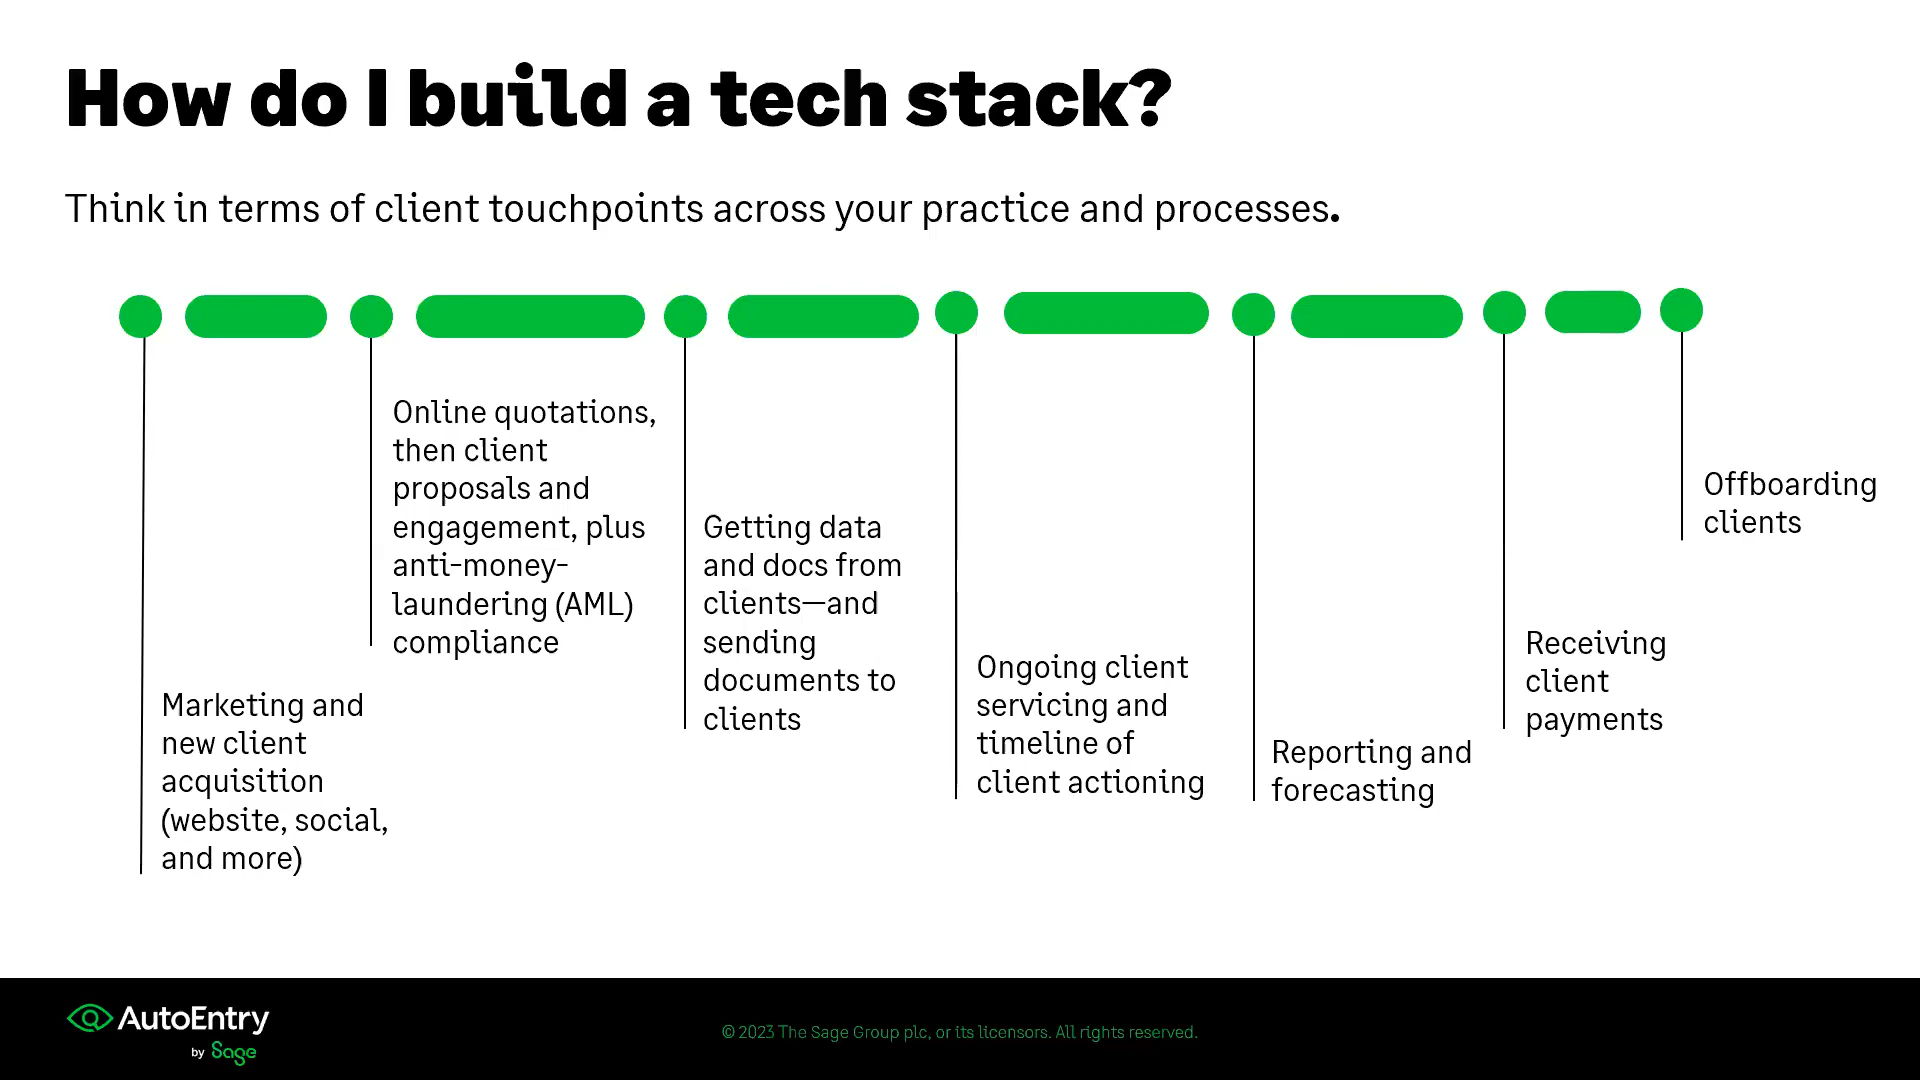 How do I build a tech stack?
Think in terms of client touchpoints across your practice and processes.
Marketing and
new client
acquisition
(website, social,
and more)
Online quotations,
then client
proposals and
engagement, plus
anti-money-
laundering (AML)
compliance
Getting data
and docs from
clients—and
sending
documents to
clients
Ongoing client
servicing and
timeline of
client actioning
Reporting and
forecasting
Receiving
client
payments
Offboarding
clients
AutoEntry
by Sage
© 2023 The Sage Group plc, or its licensors. All rights reserved.